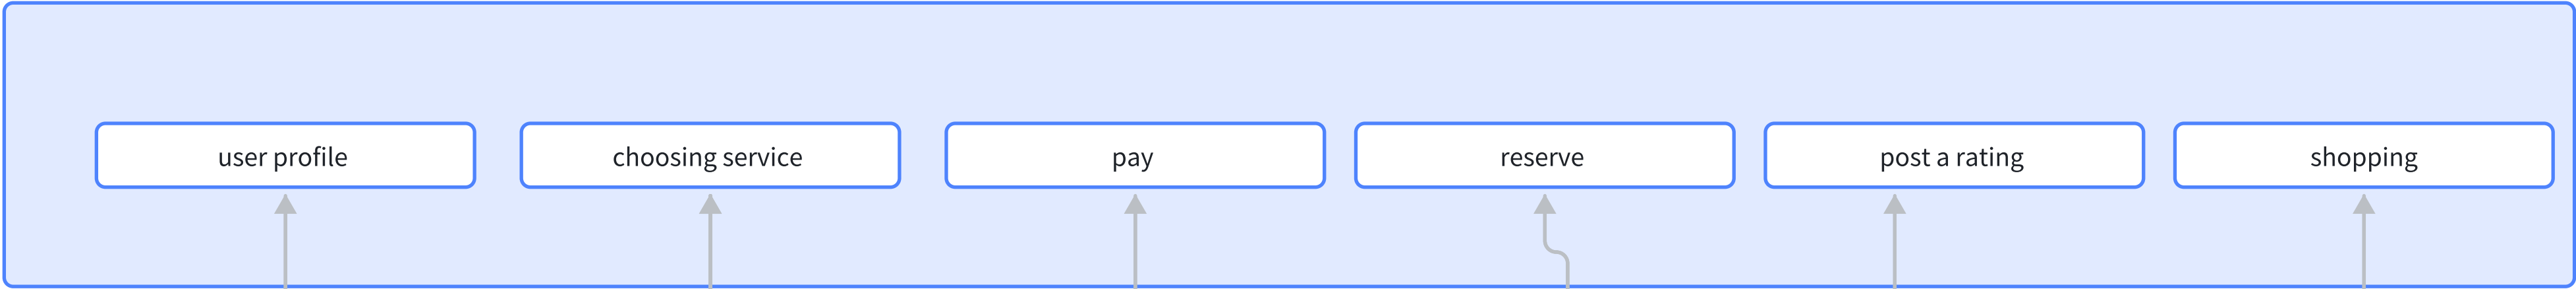 user profile
choosing service
pay
reserve
post a rating
shopping